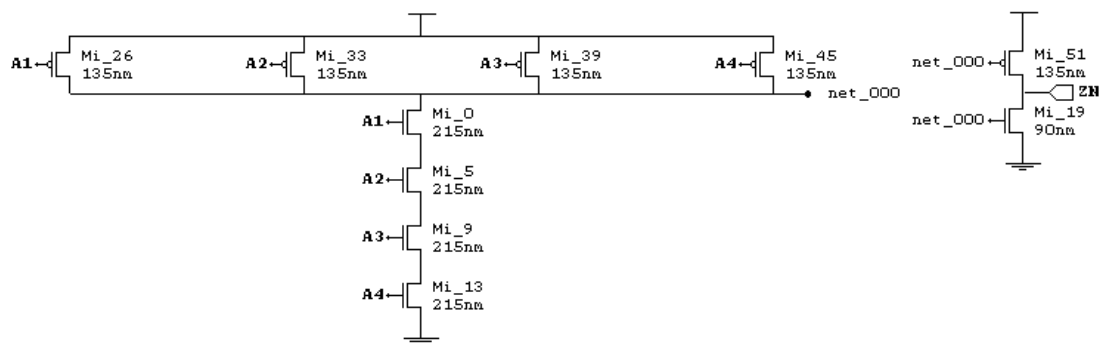 A1
Mi_26
135nm
A2
Mi_33
135nm
A3
Mi_39
135nm
A4
Mi_45
135nm
net_000
A1
Mi_0
215nm
A2
Mi_5
215nm
A3
Mi_9
215nm
A4
Mi_13
215nm
net_000
Mi_51
135nm
ZN
net_000
Mi_19
90nm